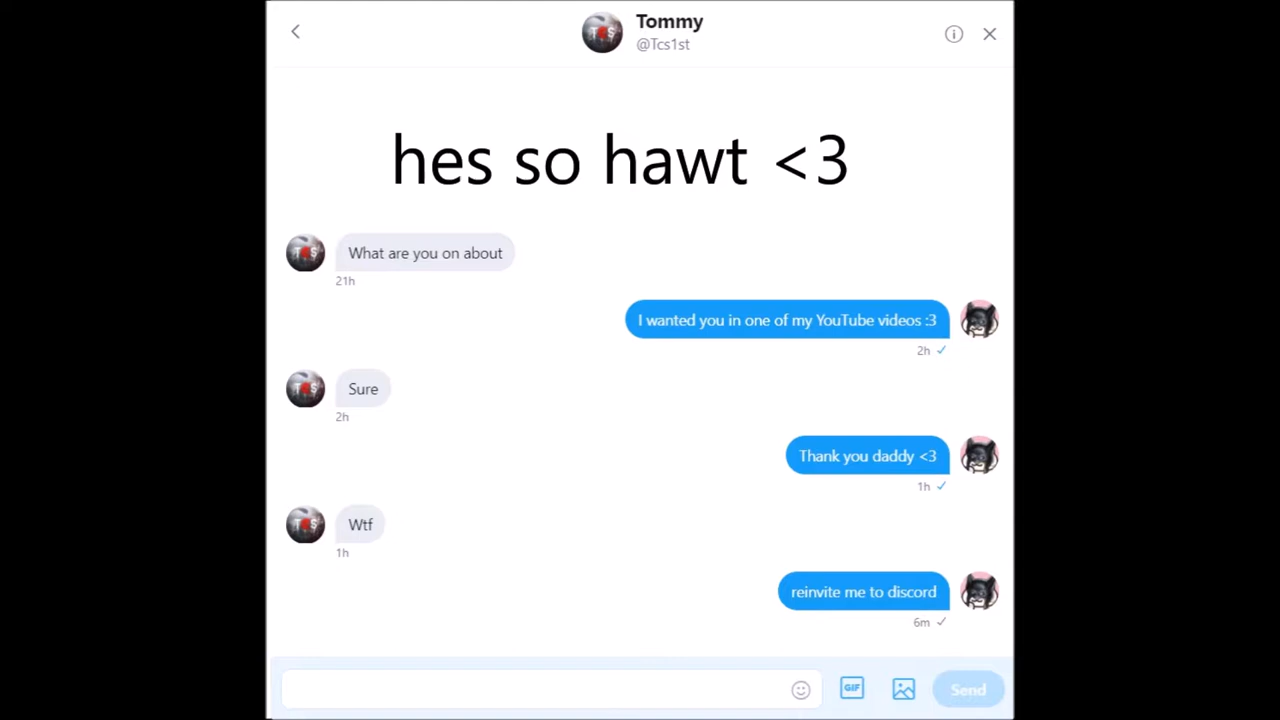 Tommy
@Tcs1st
hes so hawt <3
What are you on about
21h
I wanted you in one of my YouTube videos :3
2h ✓
Sure
2h
Thank you daddy <3
1h ✓
Wtf
1h
reinvite me to discord
6m ✓
GIF
Send